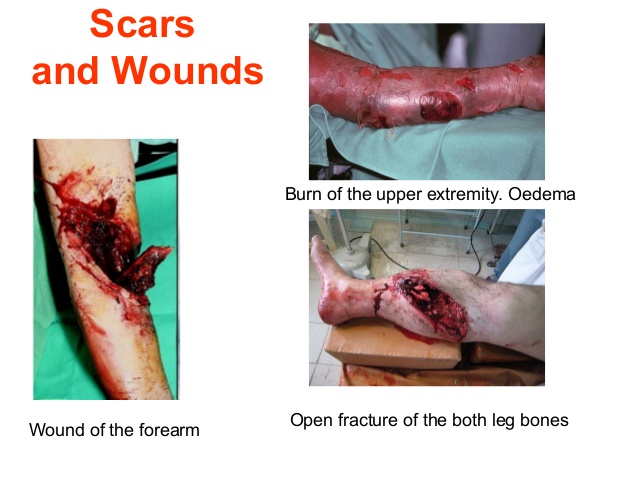 Scars
and Wounds
Burn of the upper extremity. Oedema
Wound of the forearm
Open fracture of the both leg bones